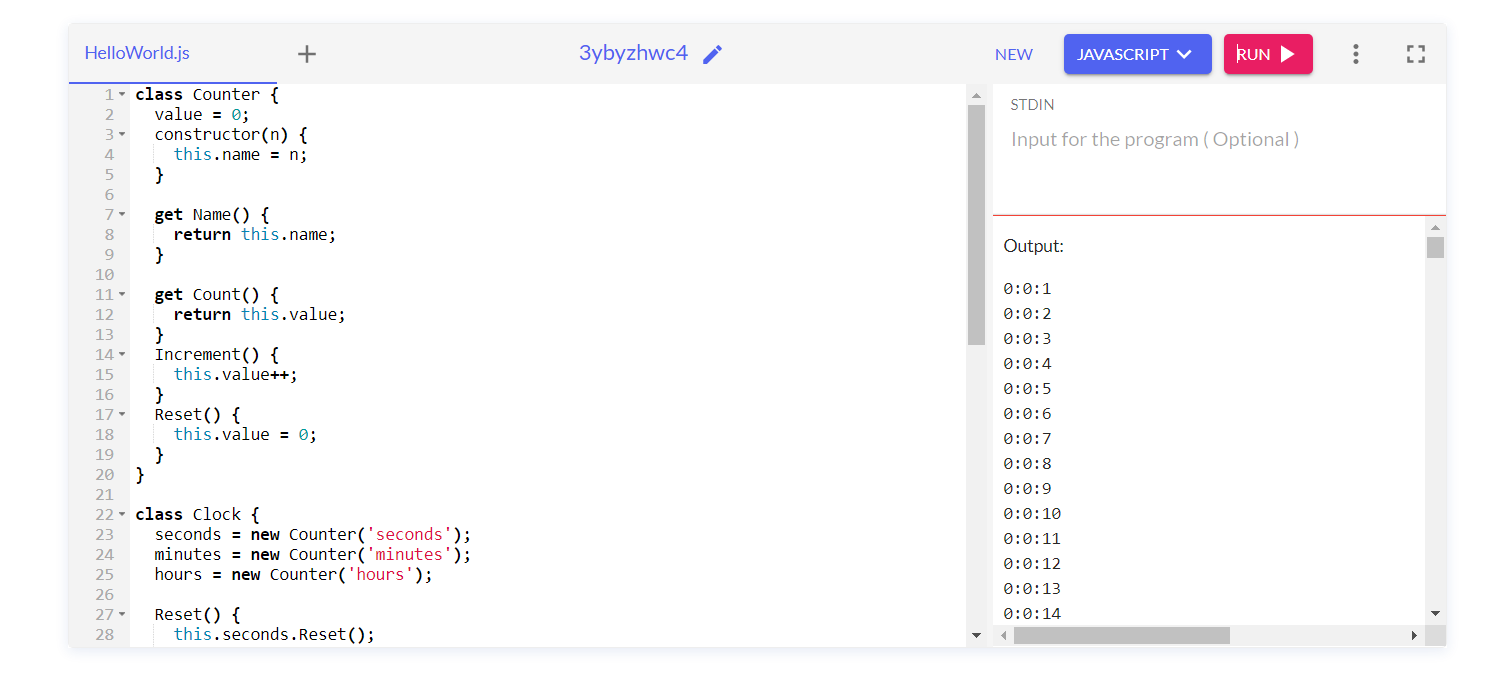 HelloWorld.js + 3ybyzhwc4 NEW JAVASCRIPT RUN
1 class Counter {
2   value = 0;
3   constructor(n) {
4     this.name = n;
5   }
6
7   get Name() {
8     return this.name;
9   }
10
11   get Count() {
12     return this.value;
13   }
14   Increment() {
15     this.value++;
16   }
17   Reset() {
18     this.value = 0;
19   }
20 }
21
22 class Clock {
23   seconds = new Counter('seconds');
24   minutes = new Counter('minutes');
25   hours = new Counter('hours');
26
27   Reset() {
28     this.seconds.Reset();
STDIN
Input for the program ( Optional )
Output:
0:0:1
0:0:2
0:0:3
0:0:4
0:0:5
0:0:6
0:0:7
0:0:8
0:0:9
0:0:10
0:0:11
0:0:12
0:0:13
0:0:14